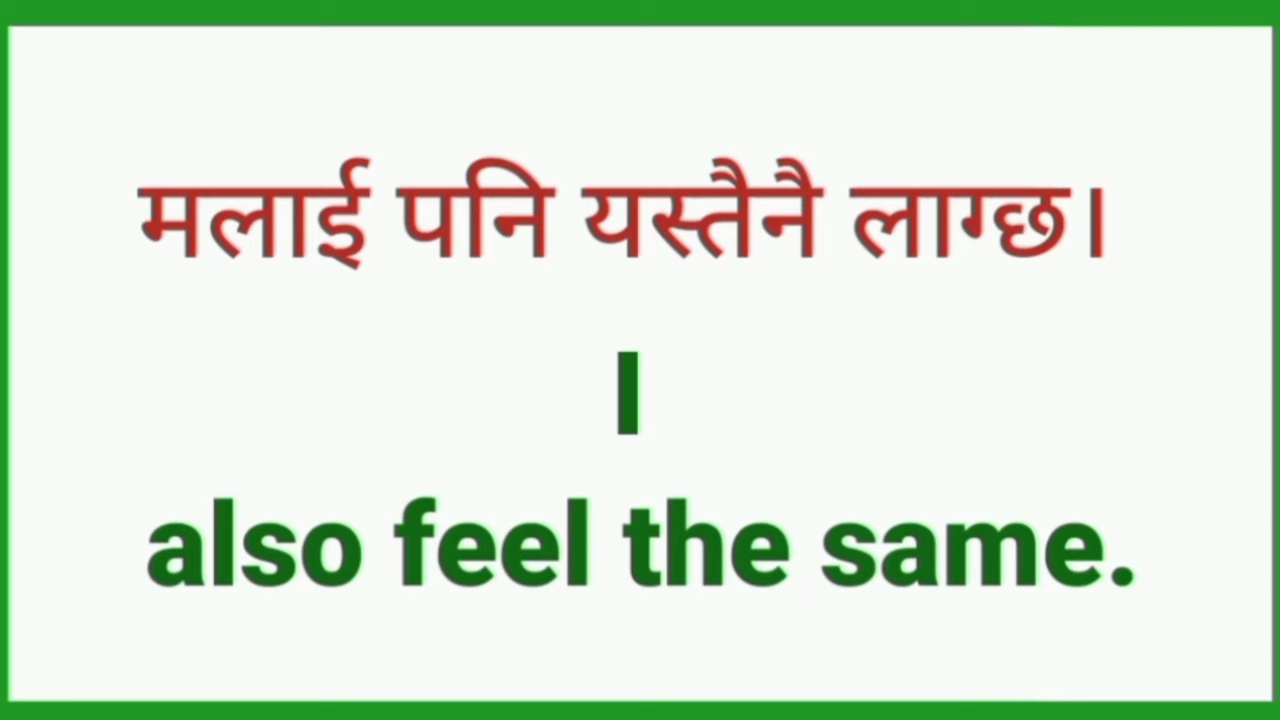 मलाई पनि यस्तैनै लाग्छ।
I
also feel the same.